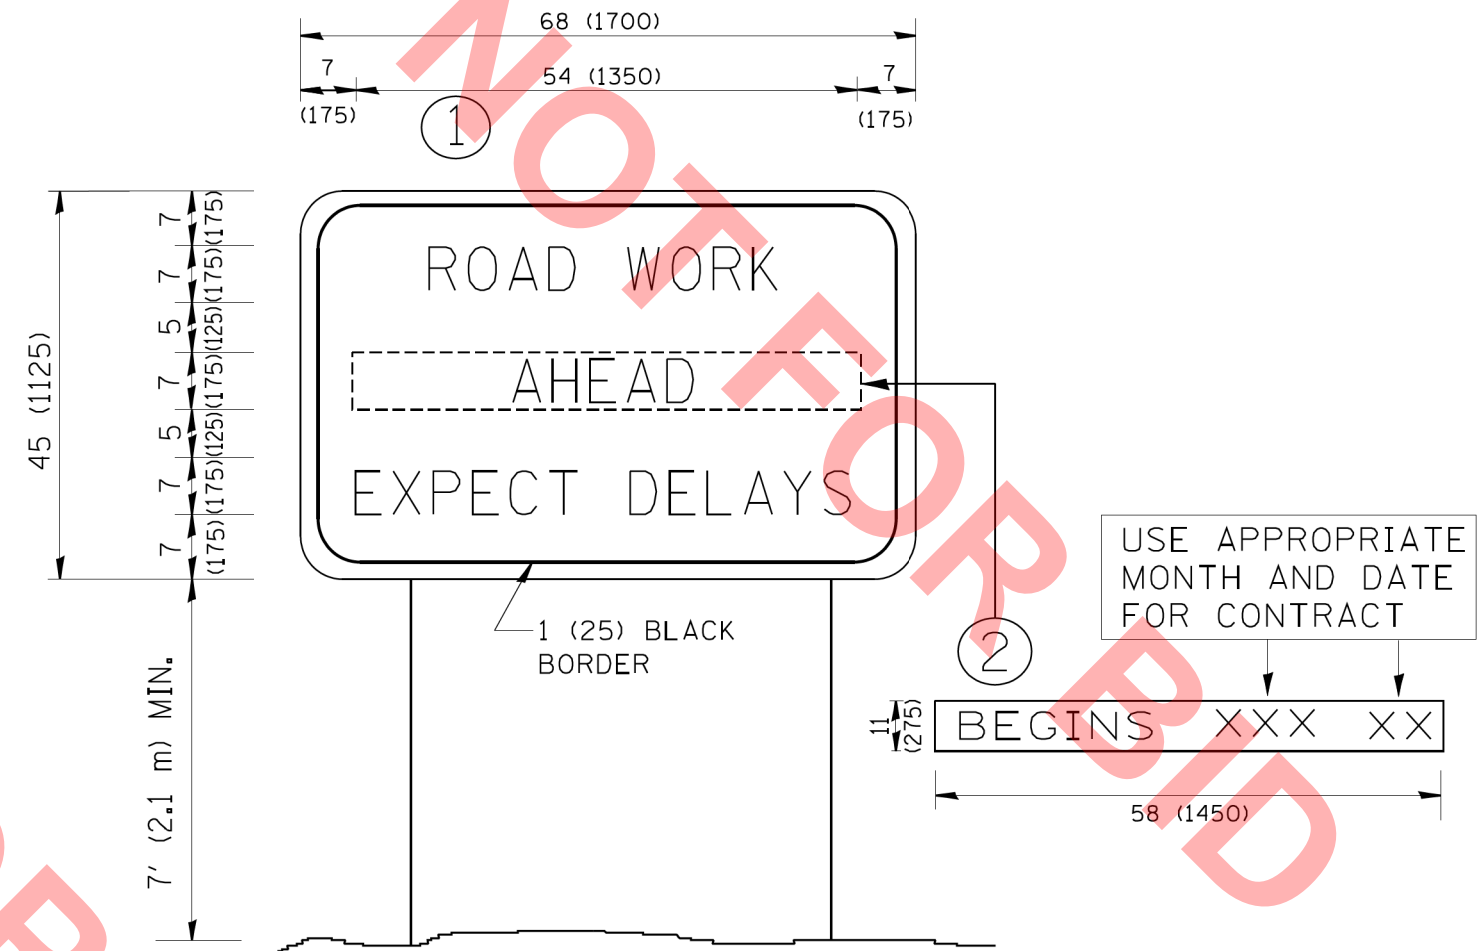 68 (1700)
7
54 (1350)
7
(175)
(175)
1
7 (175)
7 (175)
5 (125)
7 (175)
5 (125)
7 (175)
7 (175)
45 (1125)
ROAD WORK
AHEAD
EXPECT DELAYS
1 (25) BLACK
BORDER
7' (2.1 m) MIN.
2
USE APPROPRIATE
MONTH AND DATE
FOR CONTRACT
11
(275)
BEGINS XXX XX
58 (1450)
NOT FOR BID